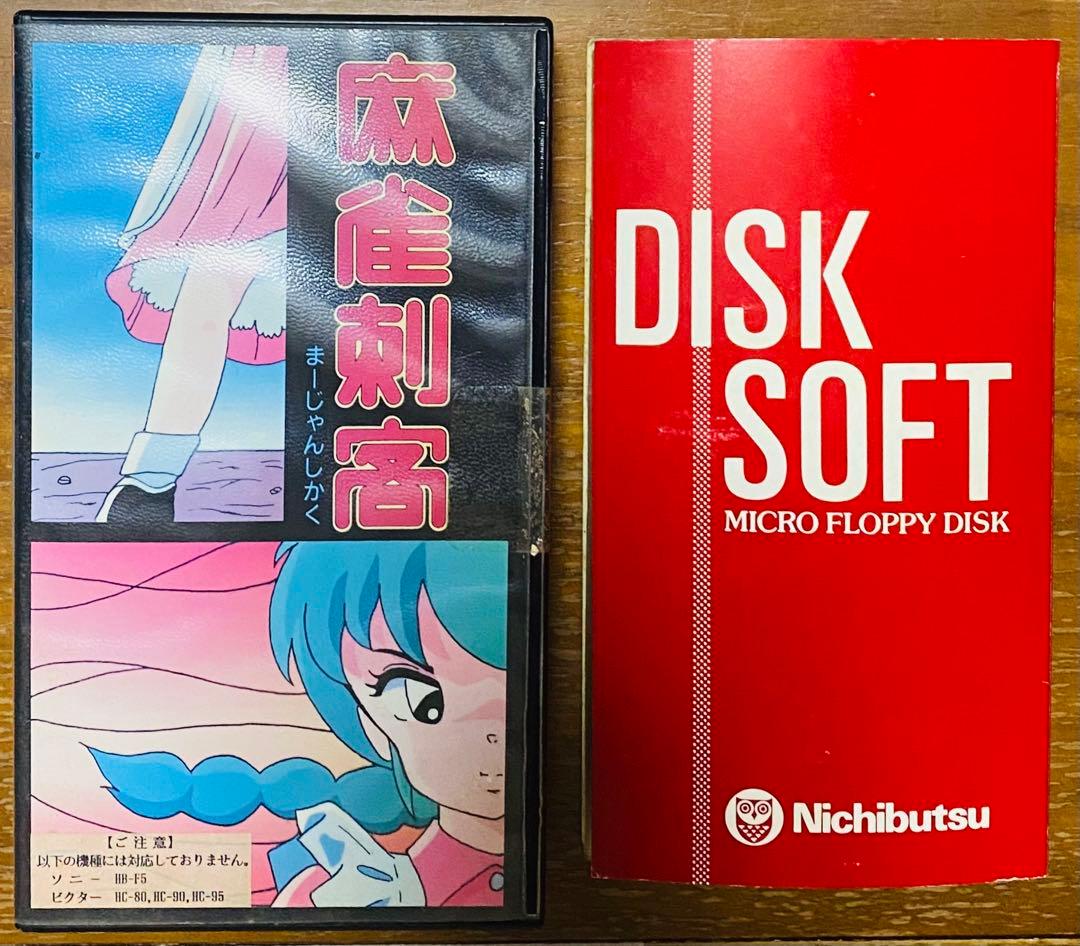 麻雀刺客
まーじゃんしかく
【ご注意】
以下の機種には対応しておりません。
ソニー HB-F5
ビクター HC-80,HC-90,HC-95
DISK
SOFT
MICRO FLOPPY DISK
Nichibutsu